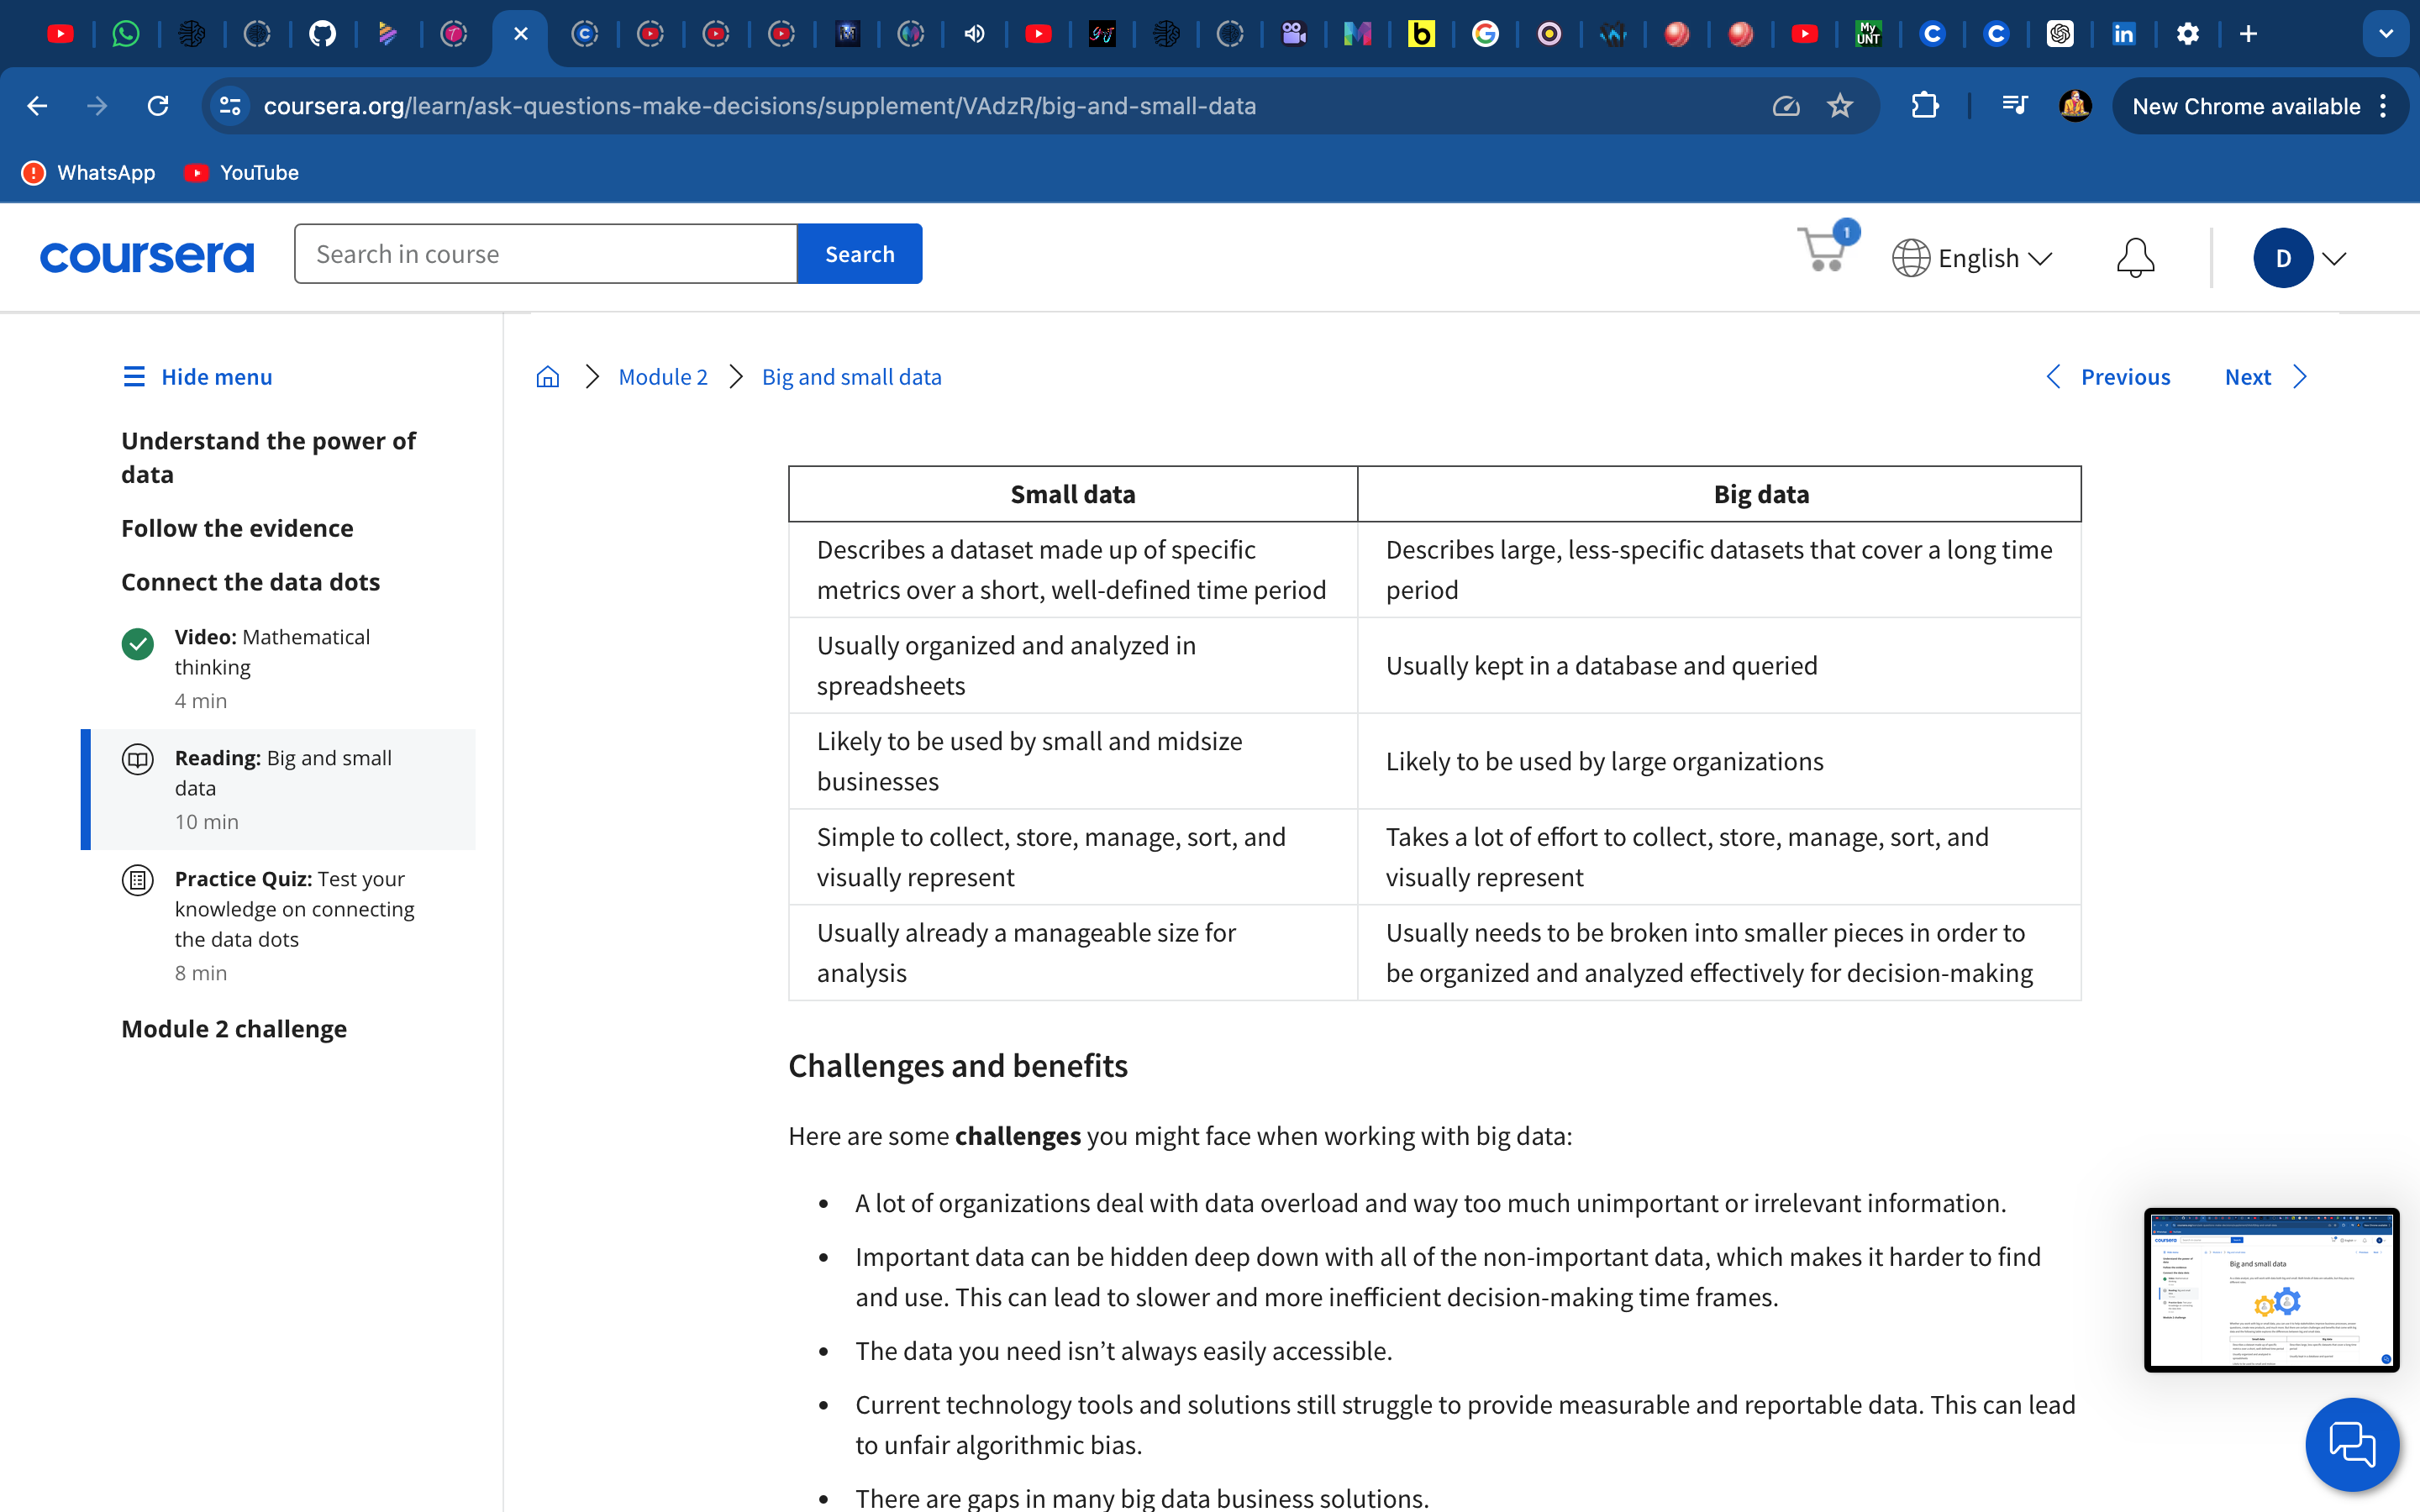 My
UNT
coursera.org/learn/ask-questions-make-decisions/supplement/VAdzR/big-and-small-data
New Chrome available
WhatsApp
YouTube
coursera
Search in course
Search
1
English
D
Hide menu
Module 2
Big and small data
Previous
Next
Understand the power of
data
Follow the evidence
Connect the data dots
Video: Mathematical
thinking
4 min
Reading: Big and small
data
10 min
Practice Quiz: Test your
knowledge on connecting
the data dots
8 min
Module 2 challenge
Small data
Big data
Describes a dataset made up of specific
metrics over a short, well-defined time period
Describes large, less-specific datasets that cover a long time
period
Usually organized and analyzed in
spreadsheets
Usually kept in a database and queried
Likely to be used by small and midsize
businesses
Likely to be used by large organizations
Simple to collect, store, manage, sort, and
visually represent
Takes a lot of effort to collect, store, manage, sort, and
visually represent
Usually already a manageable size for
analysis
Usually needs to be broken into smaller pieces in order to
be organized and analyzed effectively for decision-making
Challenges and benefits
Here are some challenges you might face when working with big data:
• A lot of organizations deal with data overload and way too much unimportant or irrelevant information.
• Important data can be hidden deep down with all of the non-important data, which makes it harder to find
and use. This can lead to slower and more inefficient decision-making time frames.
• The data you need isn’t always easily accessible.
• Current technology tools and solutions still struggle to provide measurable and reportable data. This can lead
to unfair algorithmic bias.
• There are gaps in many big data business solutions.
coursera
Big and small data